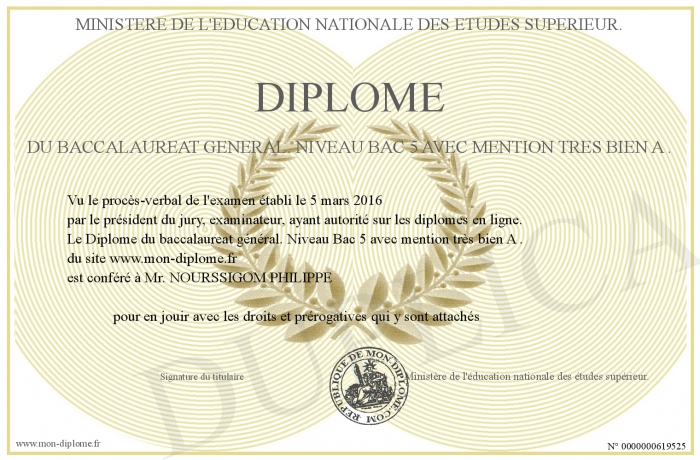 MINISTERE DE L'EDUCATION NATIONALE DES ETUDES SUPERIEUR.
DIPLOME
DU BACCALAUREAT GENERAL. NIVEAU BAC 5 AVEC MENTION TRES BIEN A .
Vu le procès-verbal de l'examen établi le 5 mars 2016
par le président du jury, examinateur, ayant autorité sur les diplomes en ligne.
Le Diplome du baccalaureat général. Niveau Bac 5 avec mention très bien A .
du site www.mon-diplome.fr
est conféré à Mr. NOURSSIGOM PHILIPPE
pour en jouir avec les droits et prérogatives qui y sont attachés
DUPLICATA
Signature du titulaire
REPUBLIQUE DE MON-DIPLOME.COM
Ministère de l'éducation nationale des études supérieur.
www.mon-diplome.fr
N° 0000000619525